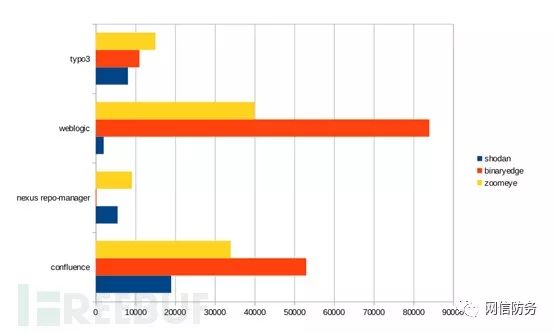 typo3
weblogic
nexus repo-manager
confluence
0 10000 20000 30000 40000 50000 60000 70000 80000
shodan
binaryedge
zoomeye
FREEBUF
网信防务